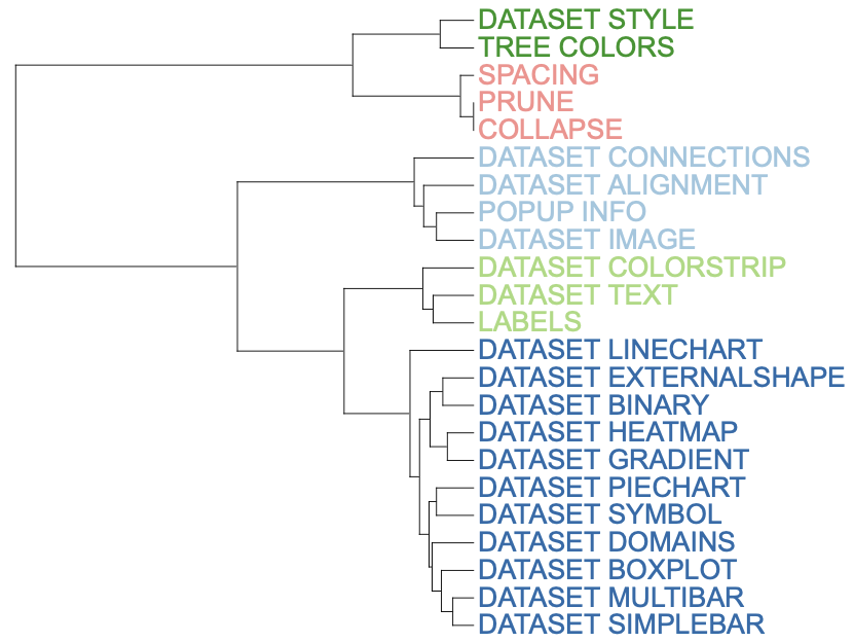 DATASET STYLE
TREE COLORS
SPACING
PRUNE
COLLAPSE
DATASET CONNECTIONS
DATASET ALIGNMENT
POPUP INFO
DATASET IMAGE
DATASET COLORSTRIP
DATASET TEXT
LABELS
DATASET LINECHART
DATASET EXTERNALSHAPE
DATASET BINARY
DATASET HEATMAP
DATASET GRADIENT
DATASET PIECHART
DATASET SYMBOL
DATASET DOMAINS
DATASET BOXPLOT
DATASET MULTIBAR
DATASET SIMPLEBAR